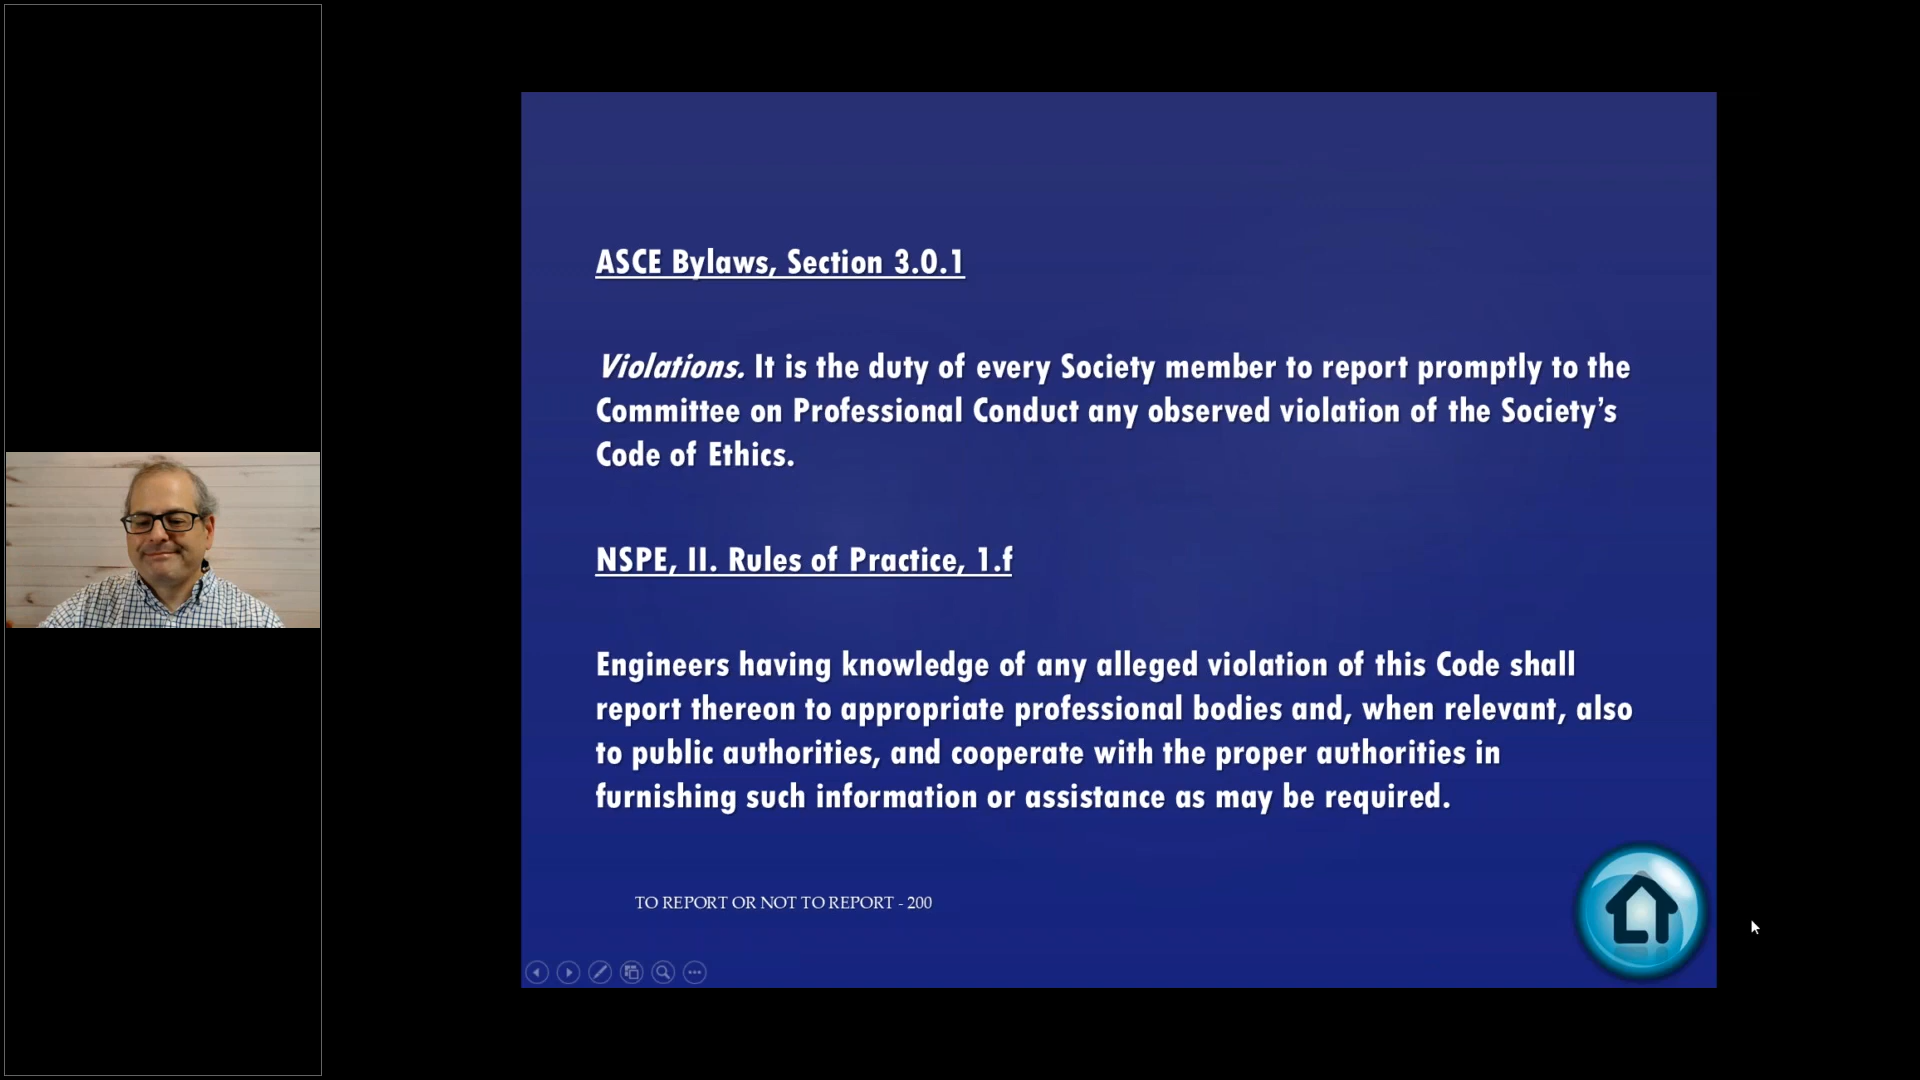 ASCE Bylaws, Section 3.0.1
Violations. It is the duty of every Society member to report promptly to the
Committee on Professional Conduct any observed violation of the Society’s
Code of Ethics.
NSPE, II. Rules of Practice, 1.f
Engineers having knowledge of any alleged violation of this Code shall
report thereon to appropriate professional bodies and, when relevant, also
to public authorities, and cooperate with the proper authorities in
furnishing such information or assistance as may be required.
TO REPORT OR NOT TO REPORT - 200